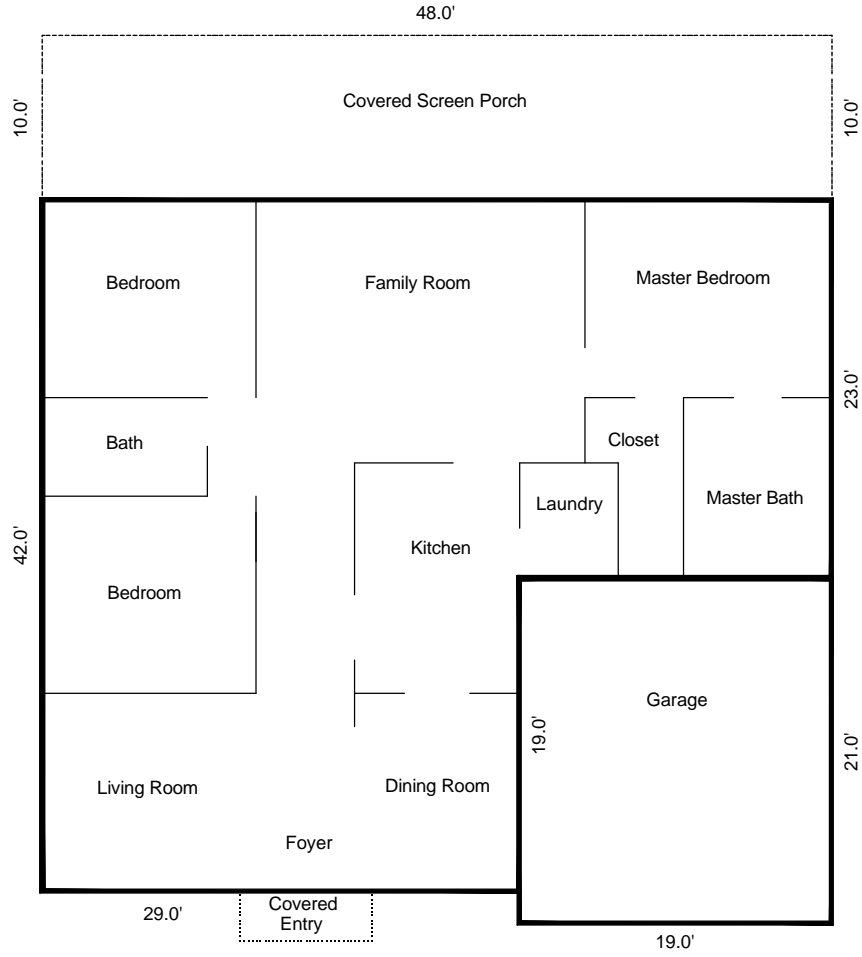 48.0'
10.0'
Covered Screen Porch
10.0'
Bedroom
Family Room
Master Bedroom
23.0'
Bath
Closet
Laundry
Master Bath
42.0'
Kitchen
Bedroom
Garage
19.0'
21.0'
Living Room
Dining Room
Foyer
29.0'
Covered
Entry
19.0'